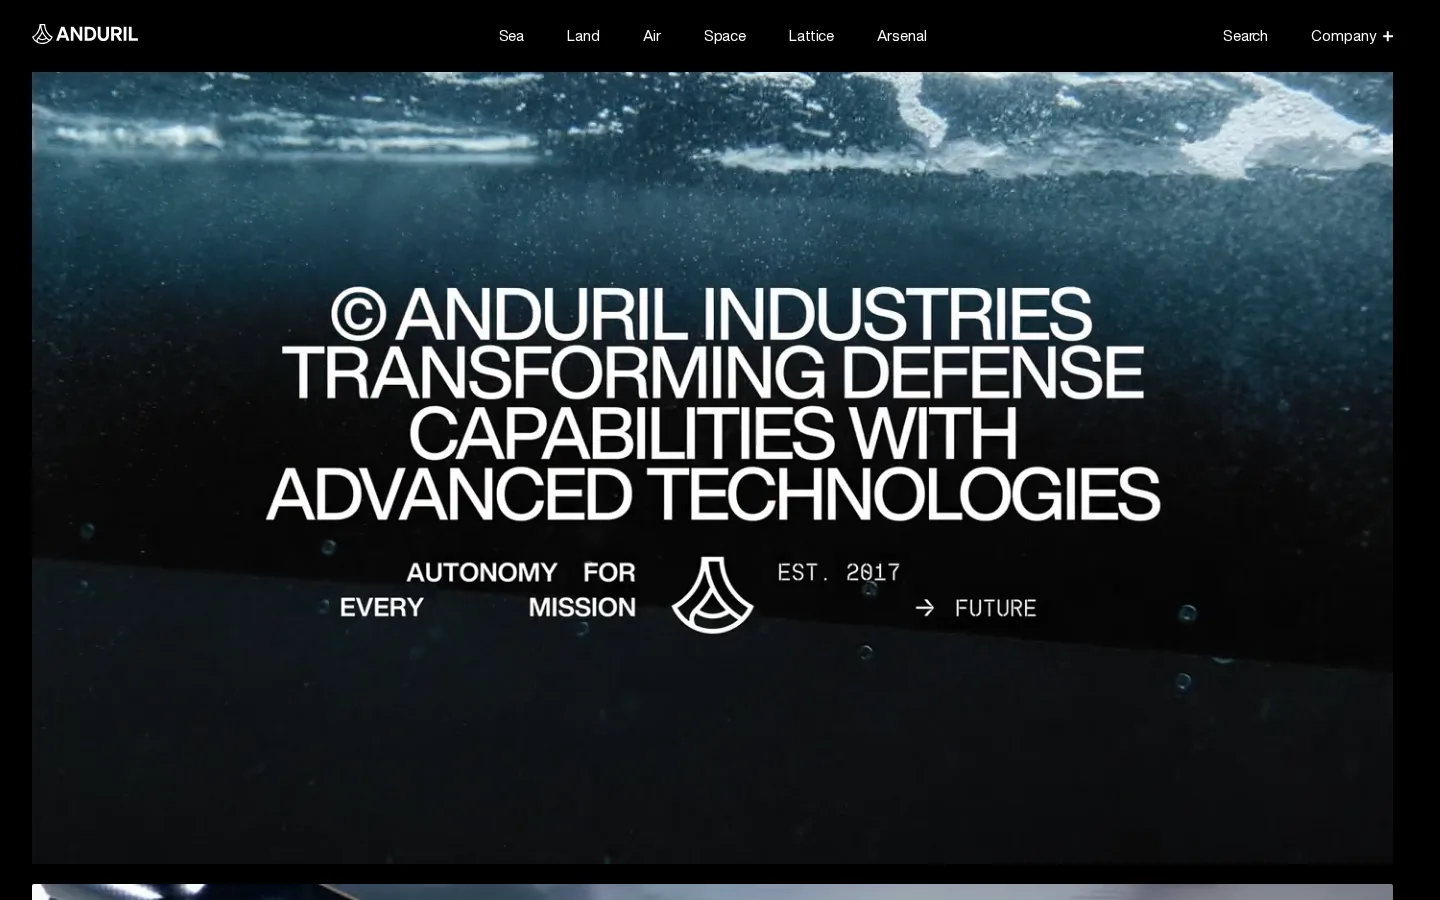 ANDURIL
Sea Land Air Space Lattice Arsenal
Search Company +
© ANDURIL INDUSTRIES
TRANSFORMING DEFENSE
CAPABILITIES WITH
ADVANCED TECHNOLOGIES
AUTONOMY FOR
EVERY MISSION
EST. 2017
→ FUTURE